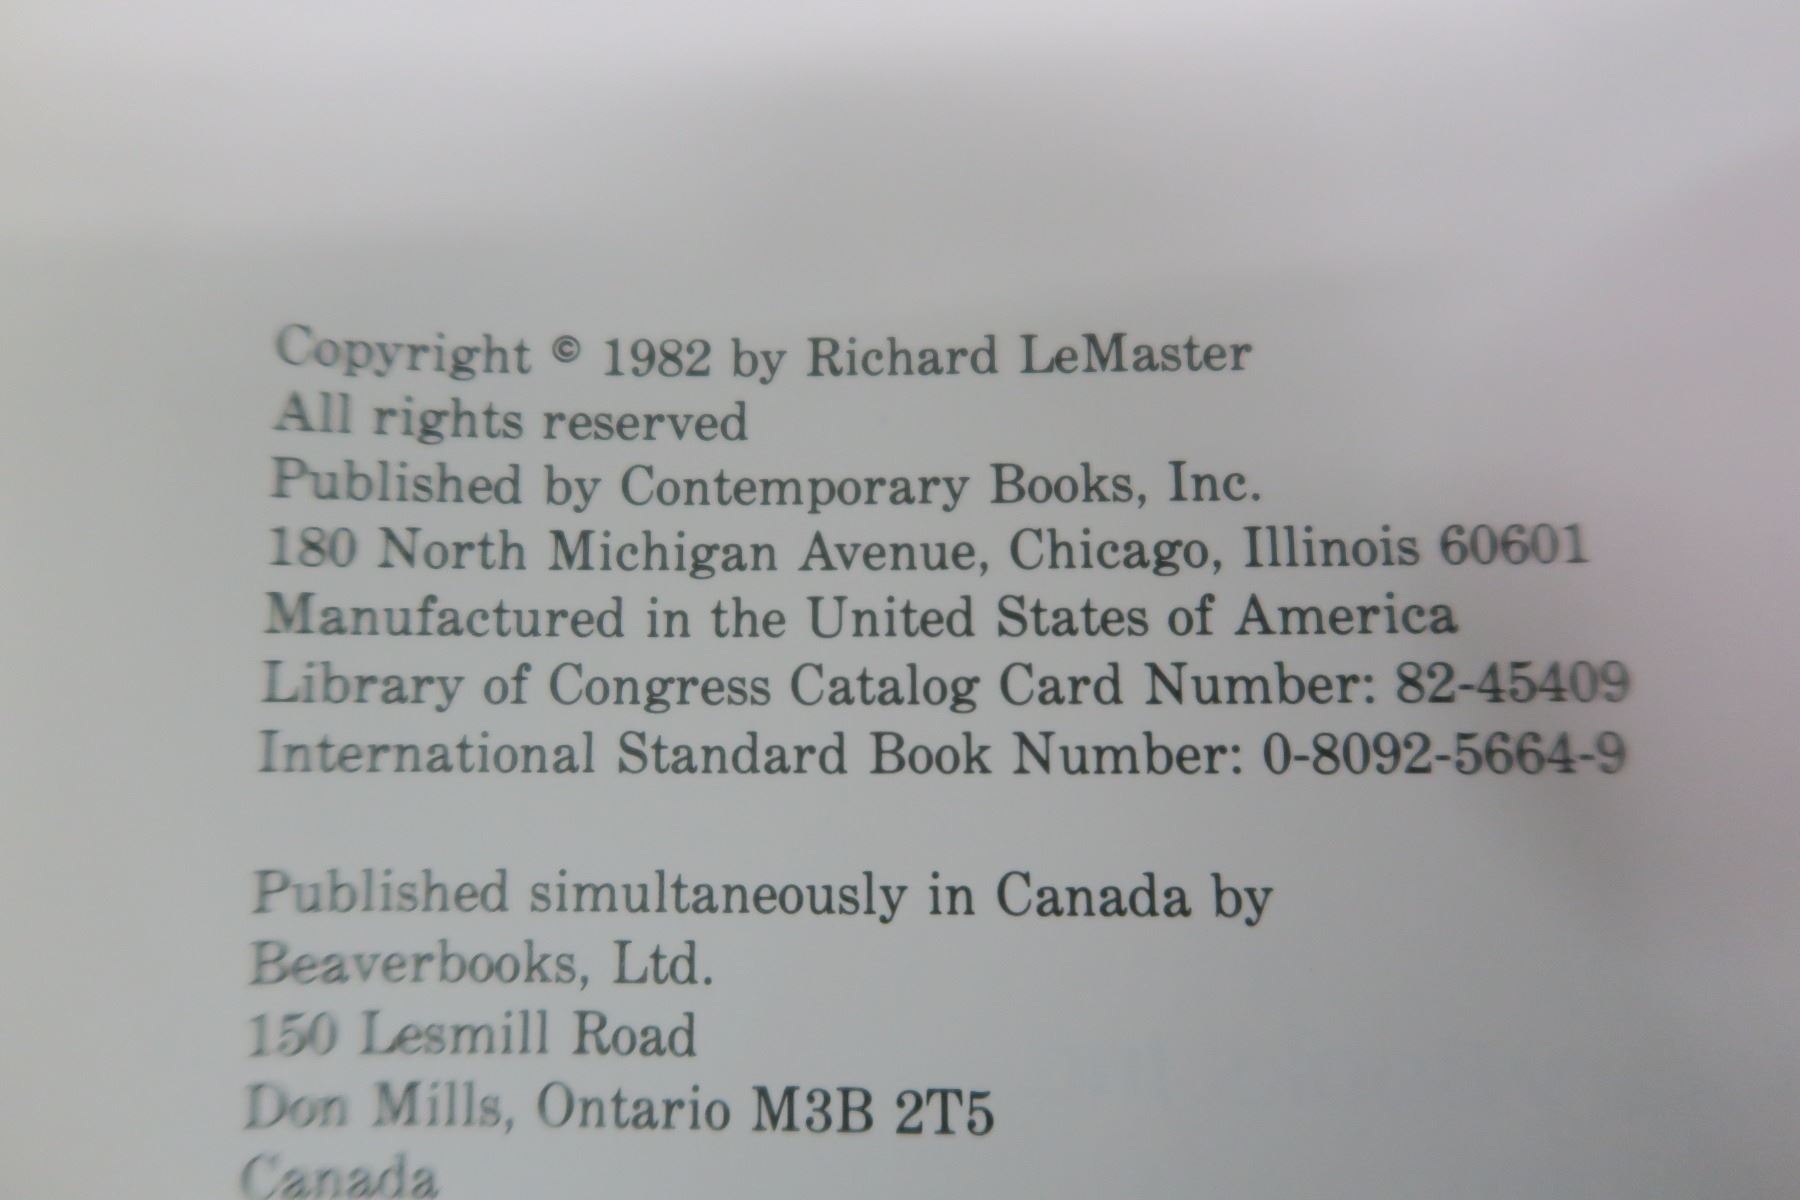 Copyright © 1982 by Richard LeMaster
All rights reserved
Published by Contemporary Books, Inc.
180 North Michigan Avenue, Chicago, Illinois 60601
Manufactured in the United States of America
Library of Congress Catalog Card Number: 82-45409
International Standard Book Number: 0-8092-5664-9
Published simultaneously in Canada by
Beaverbooks, Ltd.
150 Lesmill Road
Don Mills, Ontario M3B 2T5
Canada